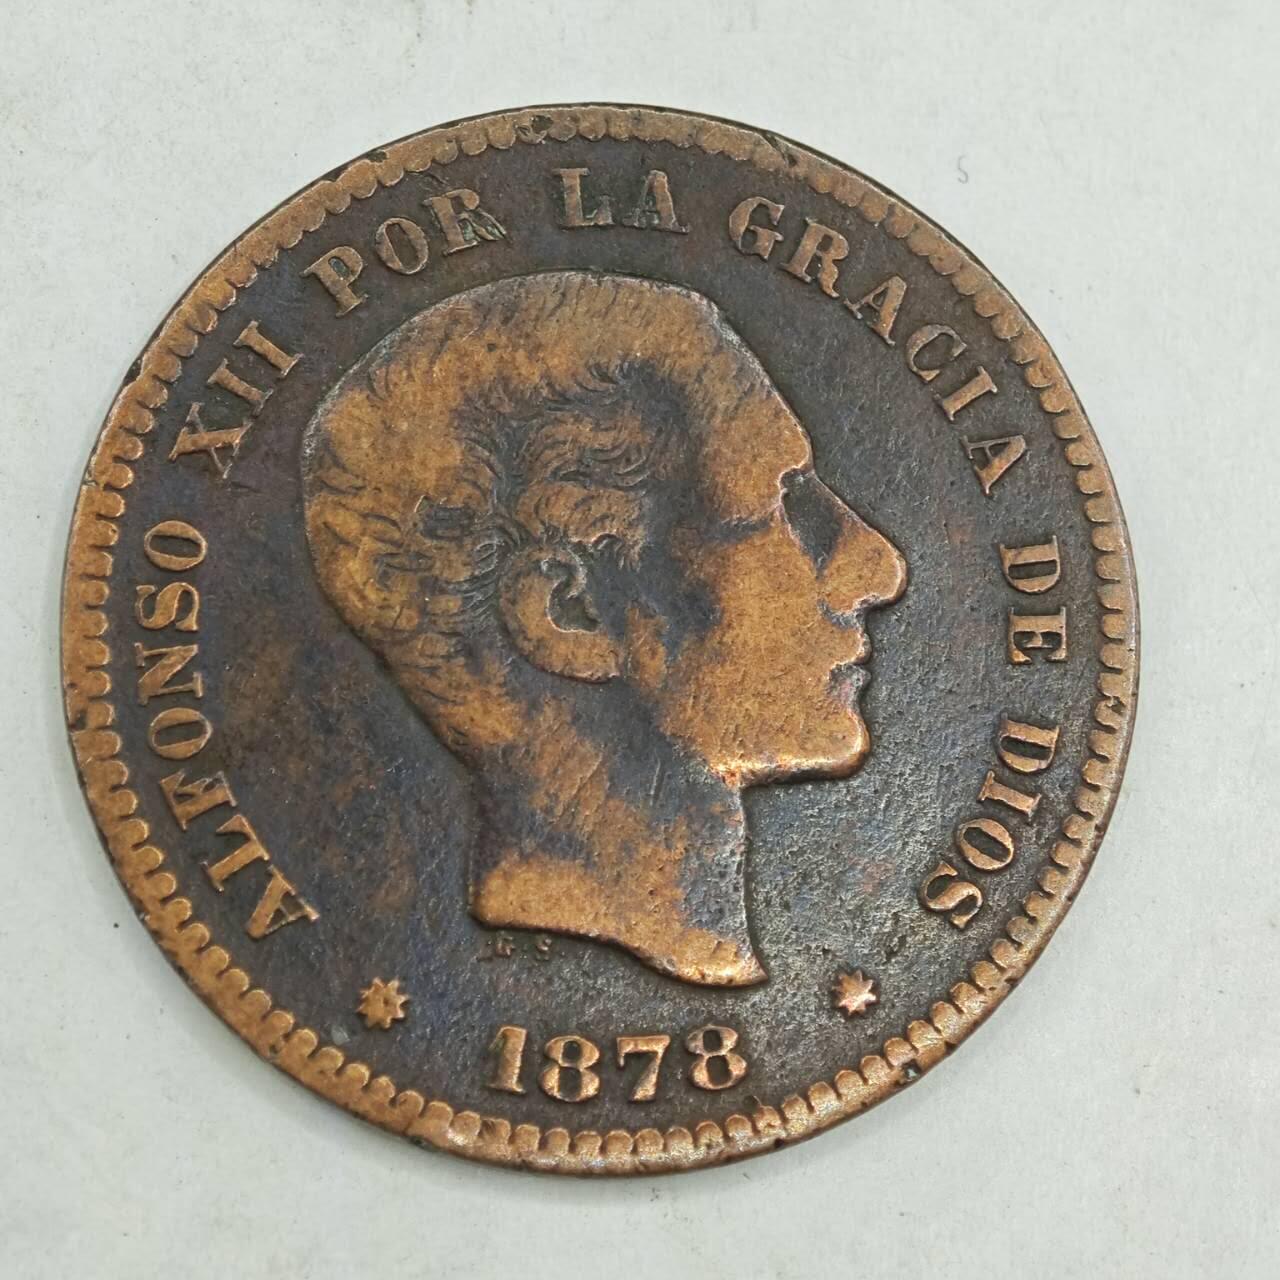 ALFONSO XII POR LA GRACIA DE DIOS
G·S
1878